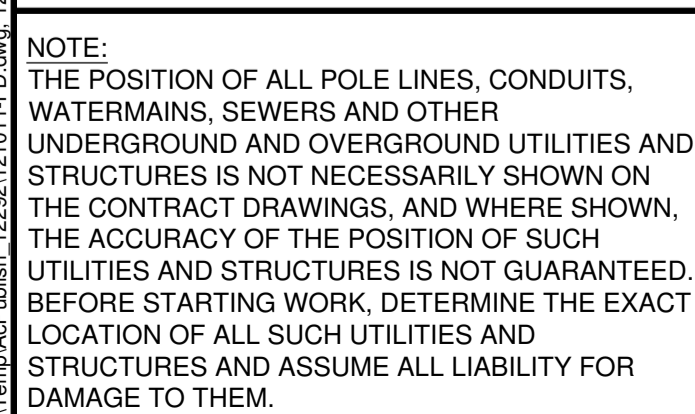 NOTE:
THE POSITION OF ALL POLE LINES, CONDUITS,
WATERMAINS, SEWERS AND OTHER
UNDERGROUND AND OVERGROUND UTILITIES AND
STRUCTURES IS NOT NECESSARILY SHOWN ON
THE CONTRACT DRAWINGS, AND WHERE SHOWN,
THE ACCURACY OF THE POSITION OF SUCH
UTILITIES AND STRUCTURES IS NOT GUARANTEED.
BEFORE STARTING WORK, DETERMINE THE EXACT
LOCATION OF ALL SUCH UTILITIES AND
STRUCTURES AND ASSUME ALL LIABILITY FOR
DAMAGE TO THEM.